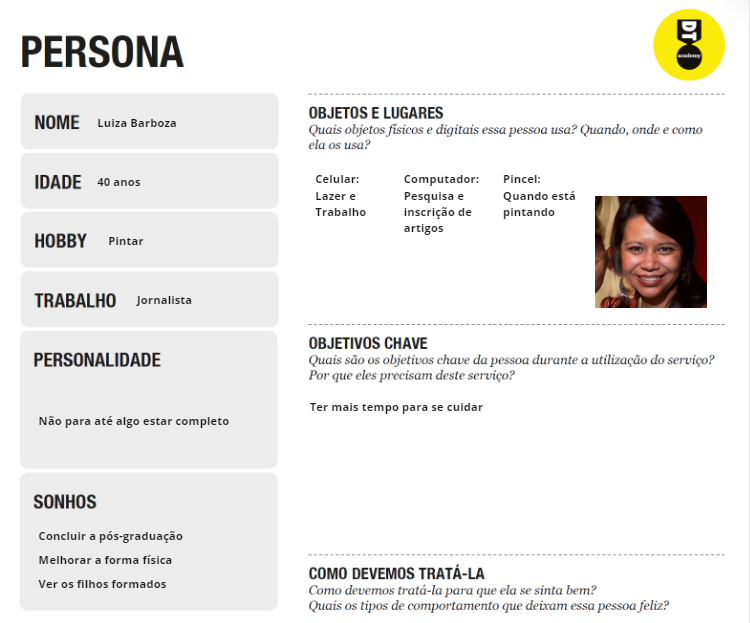 PERSONA
DT
academy
NOME Luiza Barboza
IDADE 40 anos
HOBBY Pintar
TRABALHO Jornalista
PERSONALIDADE
Não para até algo estar completo
SONHOS
Concluir a pós-graduação
Melhorar a forma física
Ver os filhos formados
OBJETOS E LUGARES
Quais objetos físicos e digitais essa pessoa usa? Quando, onde e como
ela os usa?
Celular:
Lazer e
Trabalho
Computador:
Pesquisa e
inscrição de
artigos
Pincel:
Quando está
pintando
OBJETIVOS CHAVE
Quais são os objetivos chave da pessoa durante a utilização do serviço?
Por que eles precisam deste serviço?
Ter mais tempo para se cuidar
COMO DEVEMOS TRATÁ-LA
Como devemos tratá-la para que ela se sinta bem?
Quais os tipos de comportamento que deixam essa pessoa feliz?